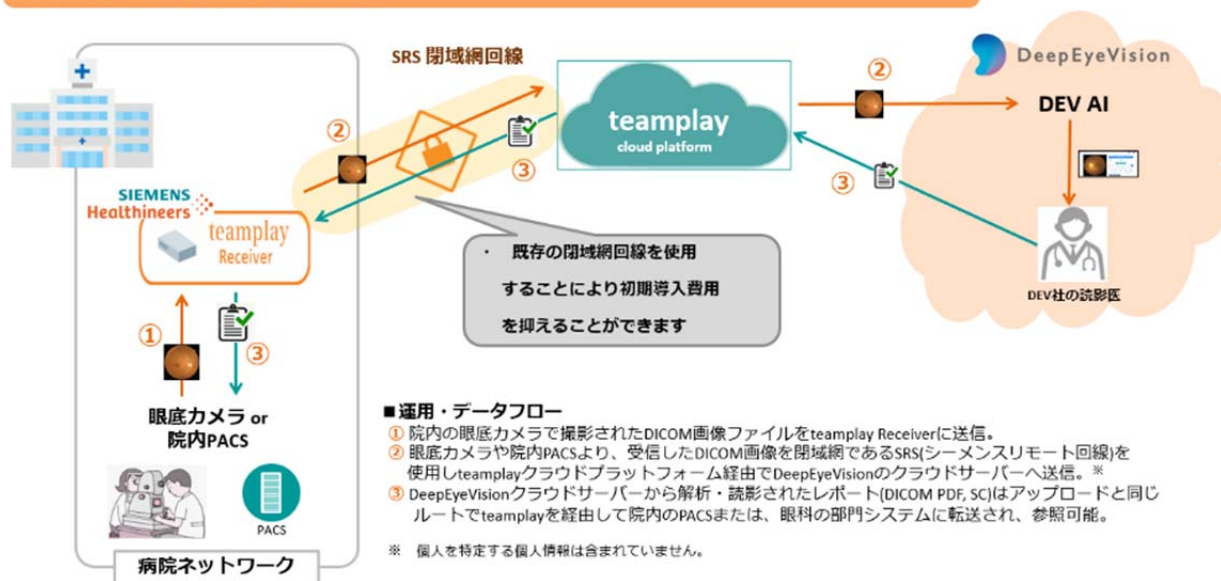 SRS 閉域網回線
DeepEyeVision
②
②
teamplay
cloud platform
DEV AI
③
③
SIEMENS
Healthineers
teamplay
Receiver
・ 既存の閉域網回線を使用
することにより初期導入費用
を抑えることができます
DEV社の読影医
①
③
眼底カメラ or
院内PACS
PACS
病院ネットワーク
■運用・データフロー
① 院内の眼底カメラで撮影されたDICOM画像ファイルをteamplay Receiverに送信。
② 眼底カメラや院内PACSより、受信したDICOM画像を閉域網であるSRS(シーメンスリモート回線)を
使用しteamplayクラウドプラットフォーム経由でDeepEyeVisionのクラウドサーバーへ送信。※
③ DeepEyeVisionクラウドサーバーから解析・読影されたレポート(DICOM PDF, SC)はアップロードと同じ
ルートでteamplayを経由して院内のPACSまたは、眼科の部門システムに転送され、参照可能。
※ 個人を特定する個人情報は含まれていません。